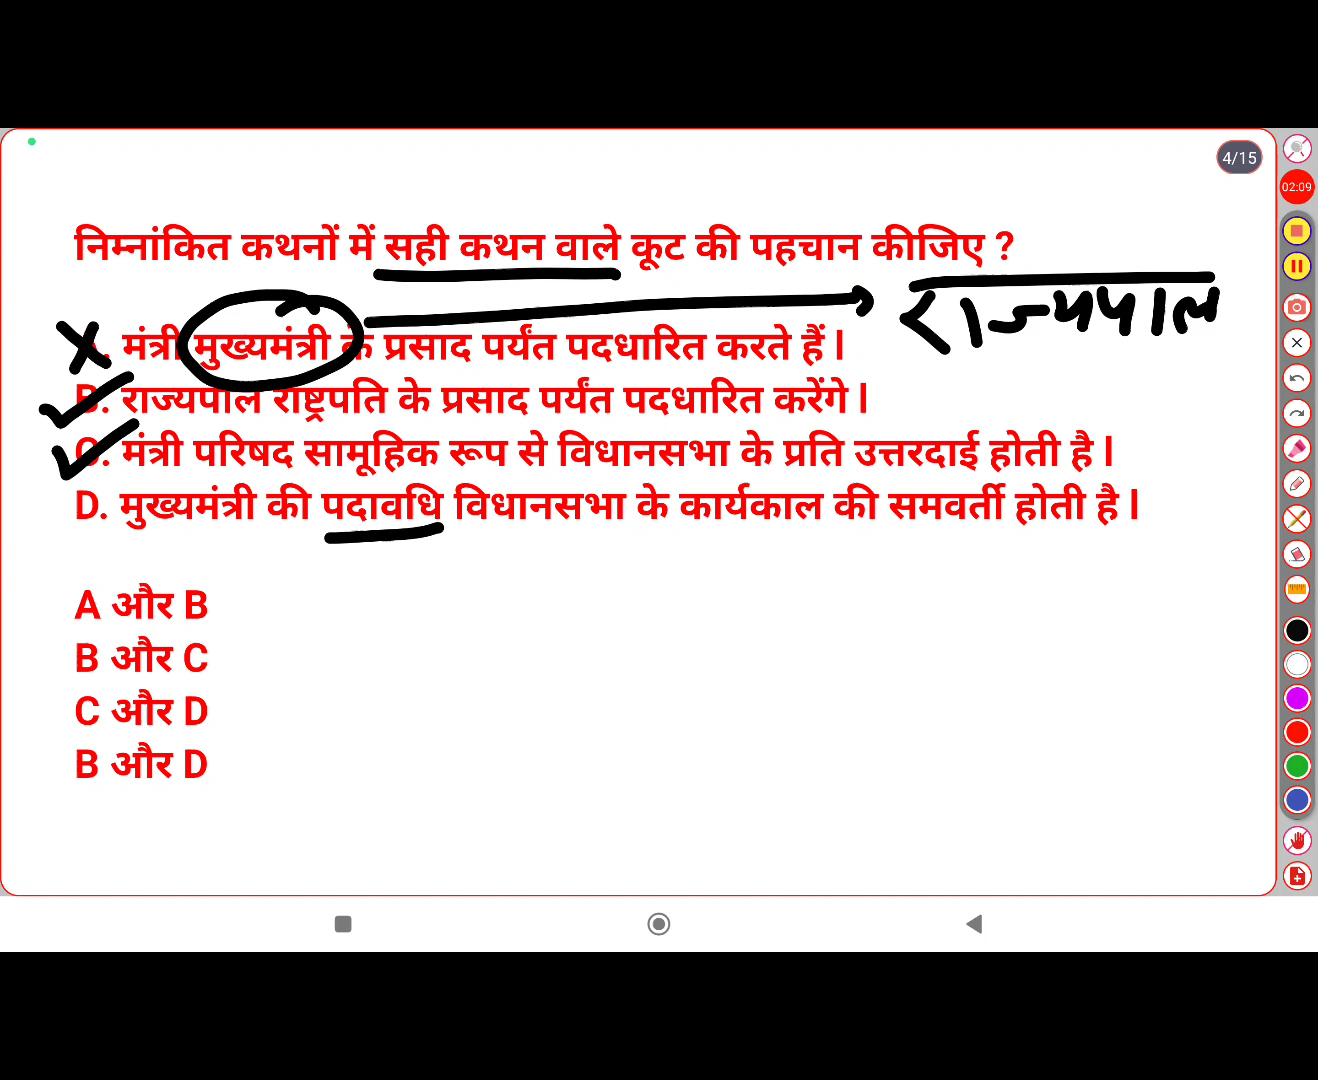 4/15
02:09
निम्नांकित कथनों में सही कथन वाले कूट की पहचान कीजिए ?
राज्यपाल
A. मंत्री मुख्यमंत्री के प्रसाद पर्यंत पदधारित करते हैं l
B. राज्यपाल राष्ट्रपति के प्रसाद पर्यंत पदधारित करेंगे l
C. मंत्री परिषद सामूहिक रूप से विधानसभा के प्रति उत्तरदाई होती है l
D. मुख्यमंत्री की पदावधि विधानसभा के कार्यकाल की समवर्ती होती है l
A और B
B और C
C और D
B और D